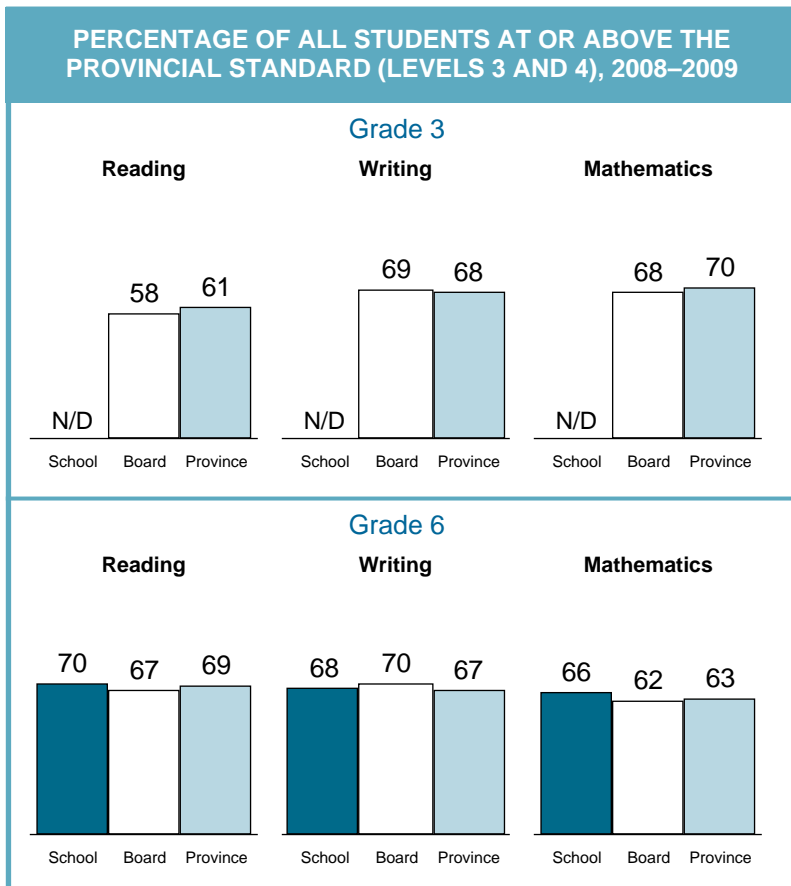 PERCENTAGE OF ALL STUDENTS AT OR ABOVE THE
PROVINCIAL STANDARD (LEVELS 3 AND 4), 2008–2009
Grade 3
Reading Writing Mathematics
58 61 69 68 68 70
N/D N/D N/D
School Board Province School Board Province School Board Province
Grade 6
Reading Writing Mathematics
70 67 69 68 70 67 66 62 63
School Board Province School Board Province School Board Province